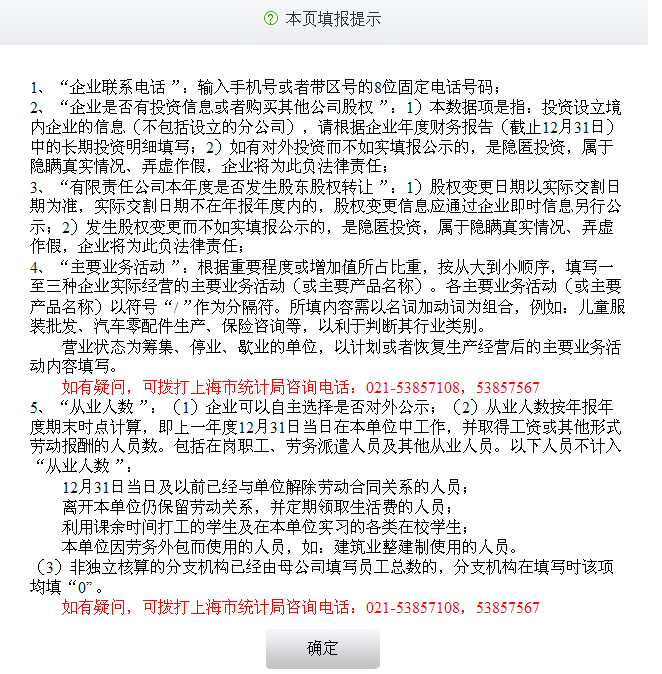 本页填报提示
1、“企业联系电话 ”：输入手机号或者带区号的8位固定电话号码；
2、“企业是否有投资信息或者购买其他公司股权 ”：1）本数据项是指：投资设立境
内企业的信息（不包括设立的分公司），请根据企业年度财务报告（截止12月31日）
中的长期投资明细填写；2）如有对外投资而不如实填报公示的，是隐匿投资，属于
隐瞒真实情况、弄虚作假，企业将为此负法律责任；
3、“有限责任公司本年度是否发生股东股权转让 ”：1）股权变更日期以实际交割日
期为准，实际交割日期不在年报年度内的，股权变更信息应通过企业即时信息另行公
示；2）发生股权变更而不如实填报公示的，是隐匿投资，属于隐瞒真实情况、弄虚
作假，企业将为此负法律责任；
4、“主要业务活动 ”：根据重要程度或增加值所占比重，按从大到小顺序，填写一
至三种企业实际经营的主要业务活动（或主要产品名称）。各主要业务活动（或主要
产品名称）以符号“/ ”作为分隔符。所填内容需以名词加动词为组合，例如：儿童服
装批发、汽车零配件生产、保险咨询等，以利于判断其行业类别。
营业状态为筹集、停业、歇业的单位，以计划或者恢复生产经营后的主要业务活
动内容填写。
如有疑问，可拨打上海市统计局咨询电话：021-53857108，53857567
5、“从业人数 ”：（1）企业可以自主选择是否对外公示；（2）从业人数按年报年
度期末时点计算，即上一年度12月31日当日在本单位中工作，并取得工资或其他形式
劳动报酬的人员数。包括在岗职工、劳务派遣人员及其他从业人员。以下人员不计入
“从业人数 ”：
12月31日当日及以前已经与单位解除劳动合同关系的人员；
离开本单位仍保留劳动关系，并定期领取生活费的人员；
利用课余时间打工的学生及在本单位实习的各类在校学生；
本单位因劳务外包而使用的人员，如：建筑业整建制使用的人员。
（3）非独立核算的分支机构已经由母公司填写员工总数的，分支机构在填写时该项
均填“0”。
如有疑问，可拨打上海市统计局咨询电话：021-53857108，53857567
确定